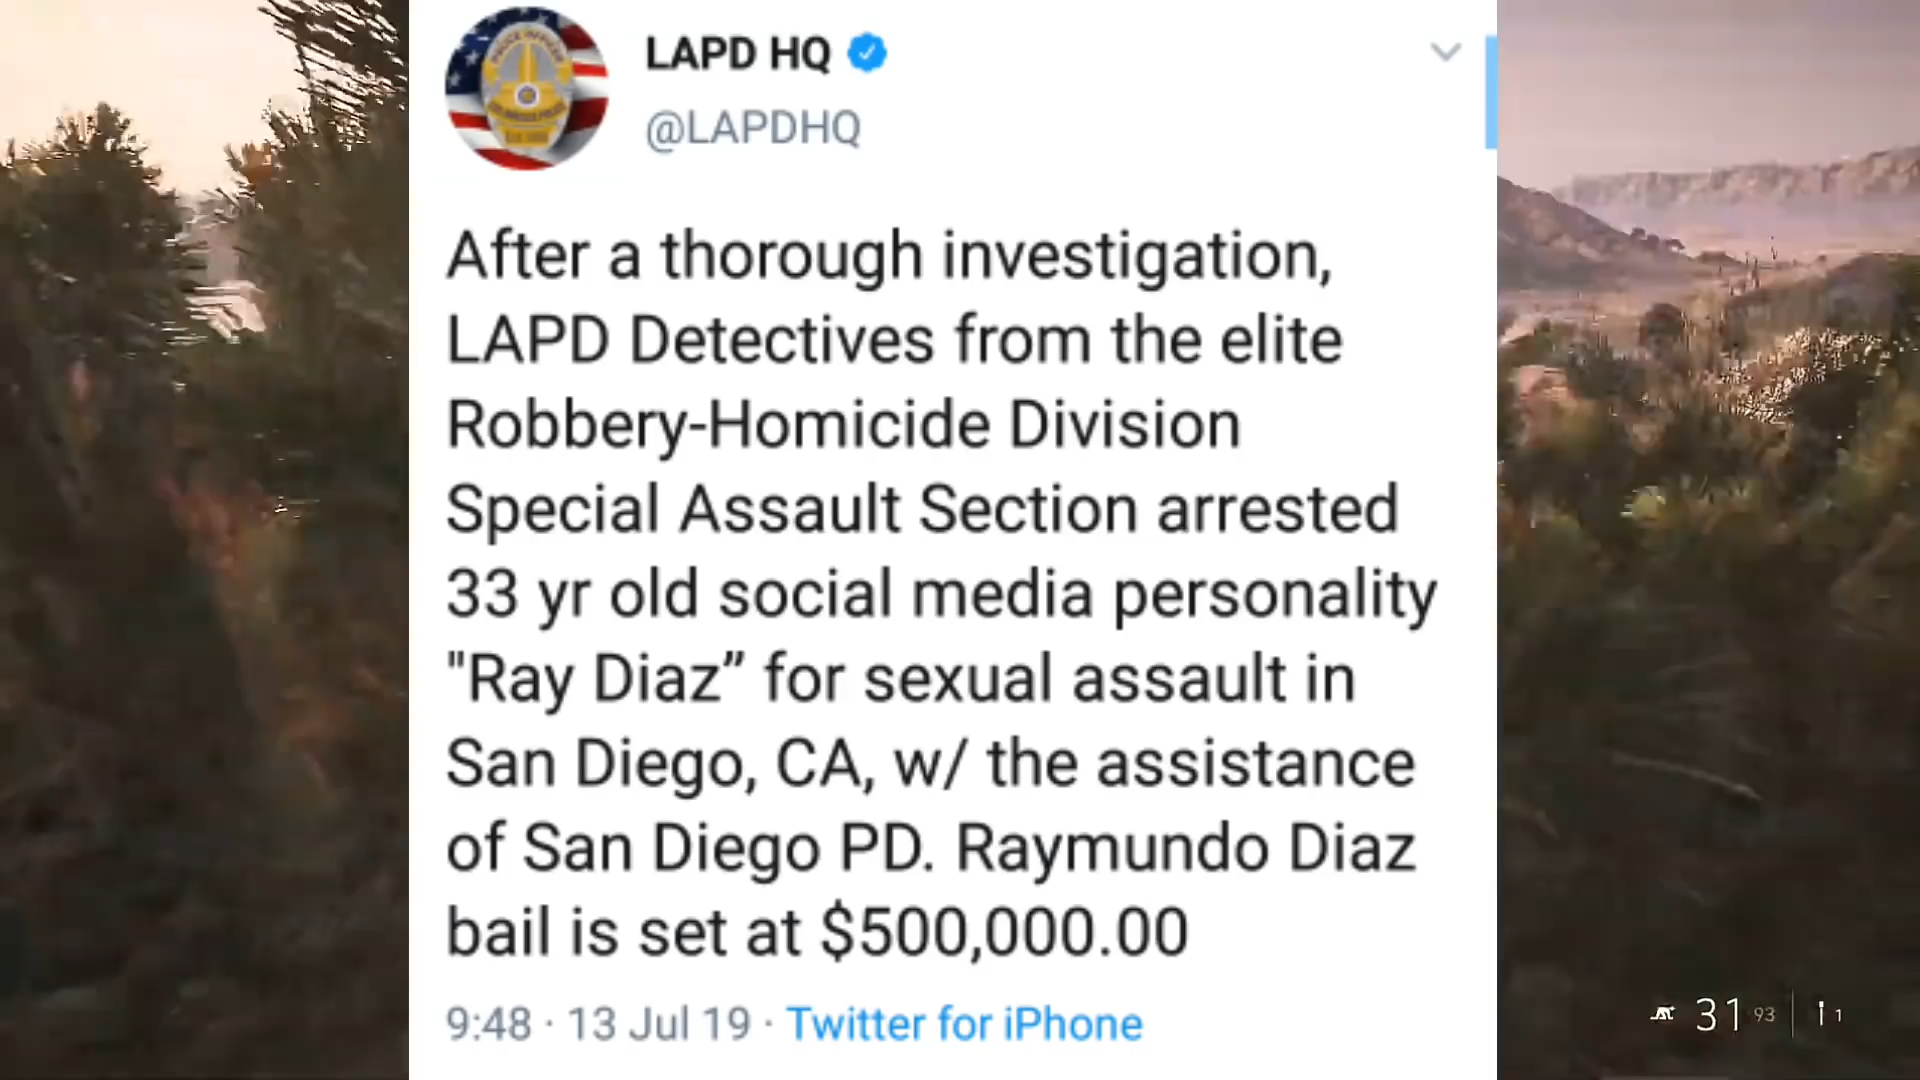 LAPD HQ
@LAPDHQ
After a thorough investigation,
LAPD Detectives from the elite
Robbery-Homicide Division
Special Assault Section arrested
33 yr old social media personality
"Ray Diaz” for sexual assault in
San Diego, CA, w/ the assistance
of San Diego PD. Raymundo Diaz
bail is set at $500,000.00
9:48 · 13 Jul 19 · Twitter for iPhone
31 93 1